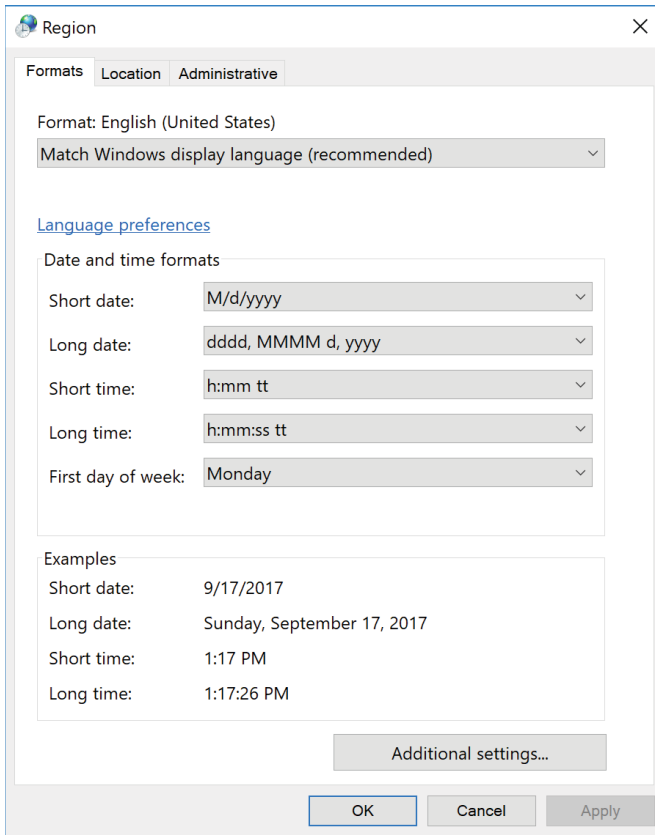 Region
Formats Location Administrative
Format: English (United States)
Match Windows display language (recommended)
Language preferences
Date and time formats
Short date: M/d/yyyy
Long date: dddd, MMMM d, yyyy
Short time: h:mm tt
Long time: h:mm:ss tt
First day of week: Monday
Examples
Short date: 9/17/2017
Long date: Sunday, September 17, 2017
Short time: 1:17 PM
Long time: 1:17:26 PM
Additional settings...
OK Cancel Apply